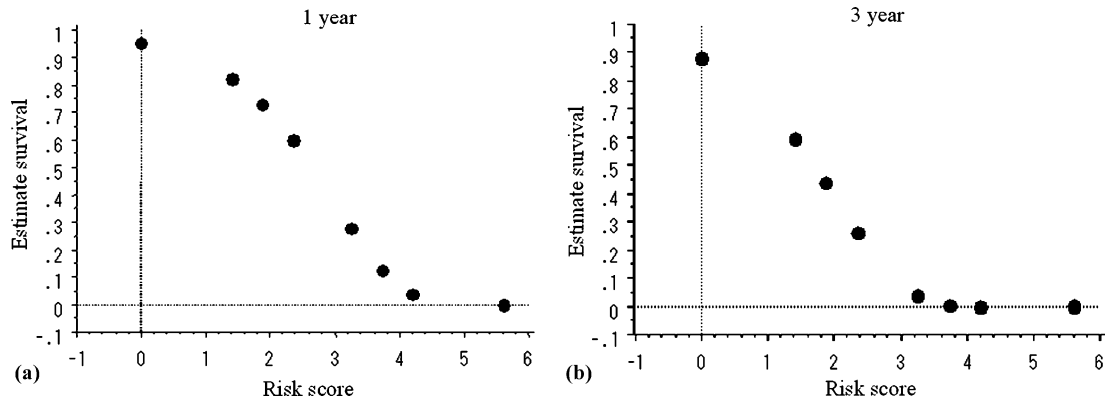 1 year
1
.9
.8
.7
.6
.5
.4
.3
.2
.1
0
-.1
Estimate survival
-1 0 1 2 3 4 5 6
Risk score
(a)
3 year
1
.9
.8
.7
.6
.5
.4
.3
.2
.1
0
-.1
Estimate survival
-1 0 1 2 3 4 5 6
Risk score
(b)